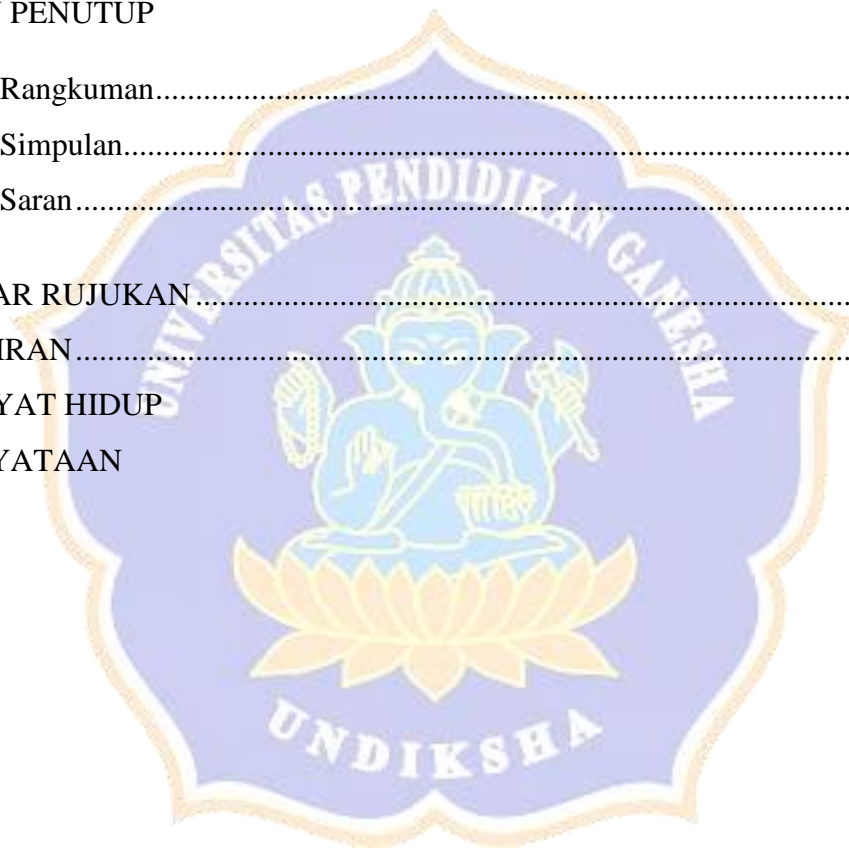 PENUTUP
Rangkuman...........................................................................................
Simpulan...............................................................................................
Saran.....................................................................................................
AR RUJUKAN......................................................................................
IRAN.....................................................................................................
YAT HIDUP
YATAAN
UNIVERSITAS PENDIDIKAN GANESHA
UNDIKSHA